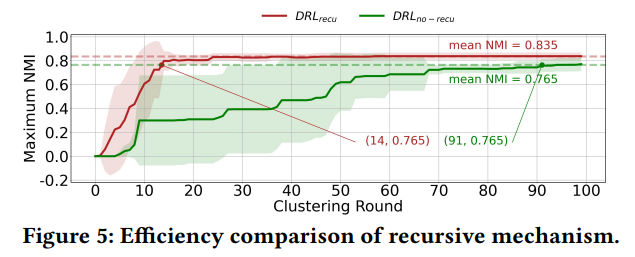 DRL_recu DRL_no-recu
1.0
0.8
0.6
0.4
0.2
0.0
-0.2
Maximum NMI
mean NMI = 0.835
mean NMI = 0.765
(14, 0.765) (91, 0.765)
0 10 20 30 40 50 60 70 80 90 100
Clustering Round
Figure 5: Efficiency comparison of recursive mechanism.